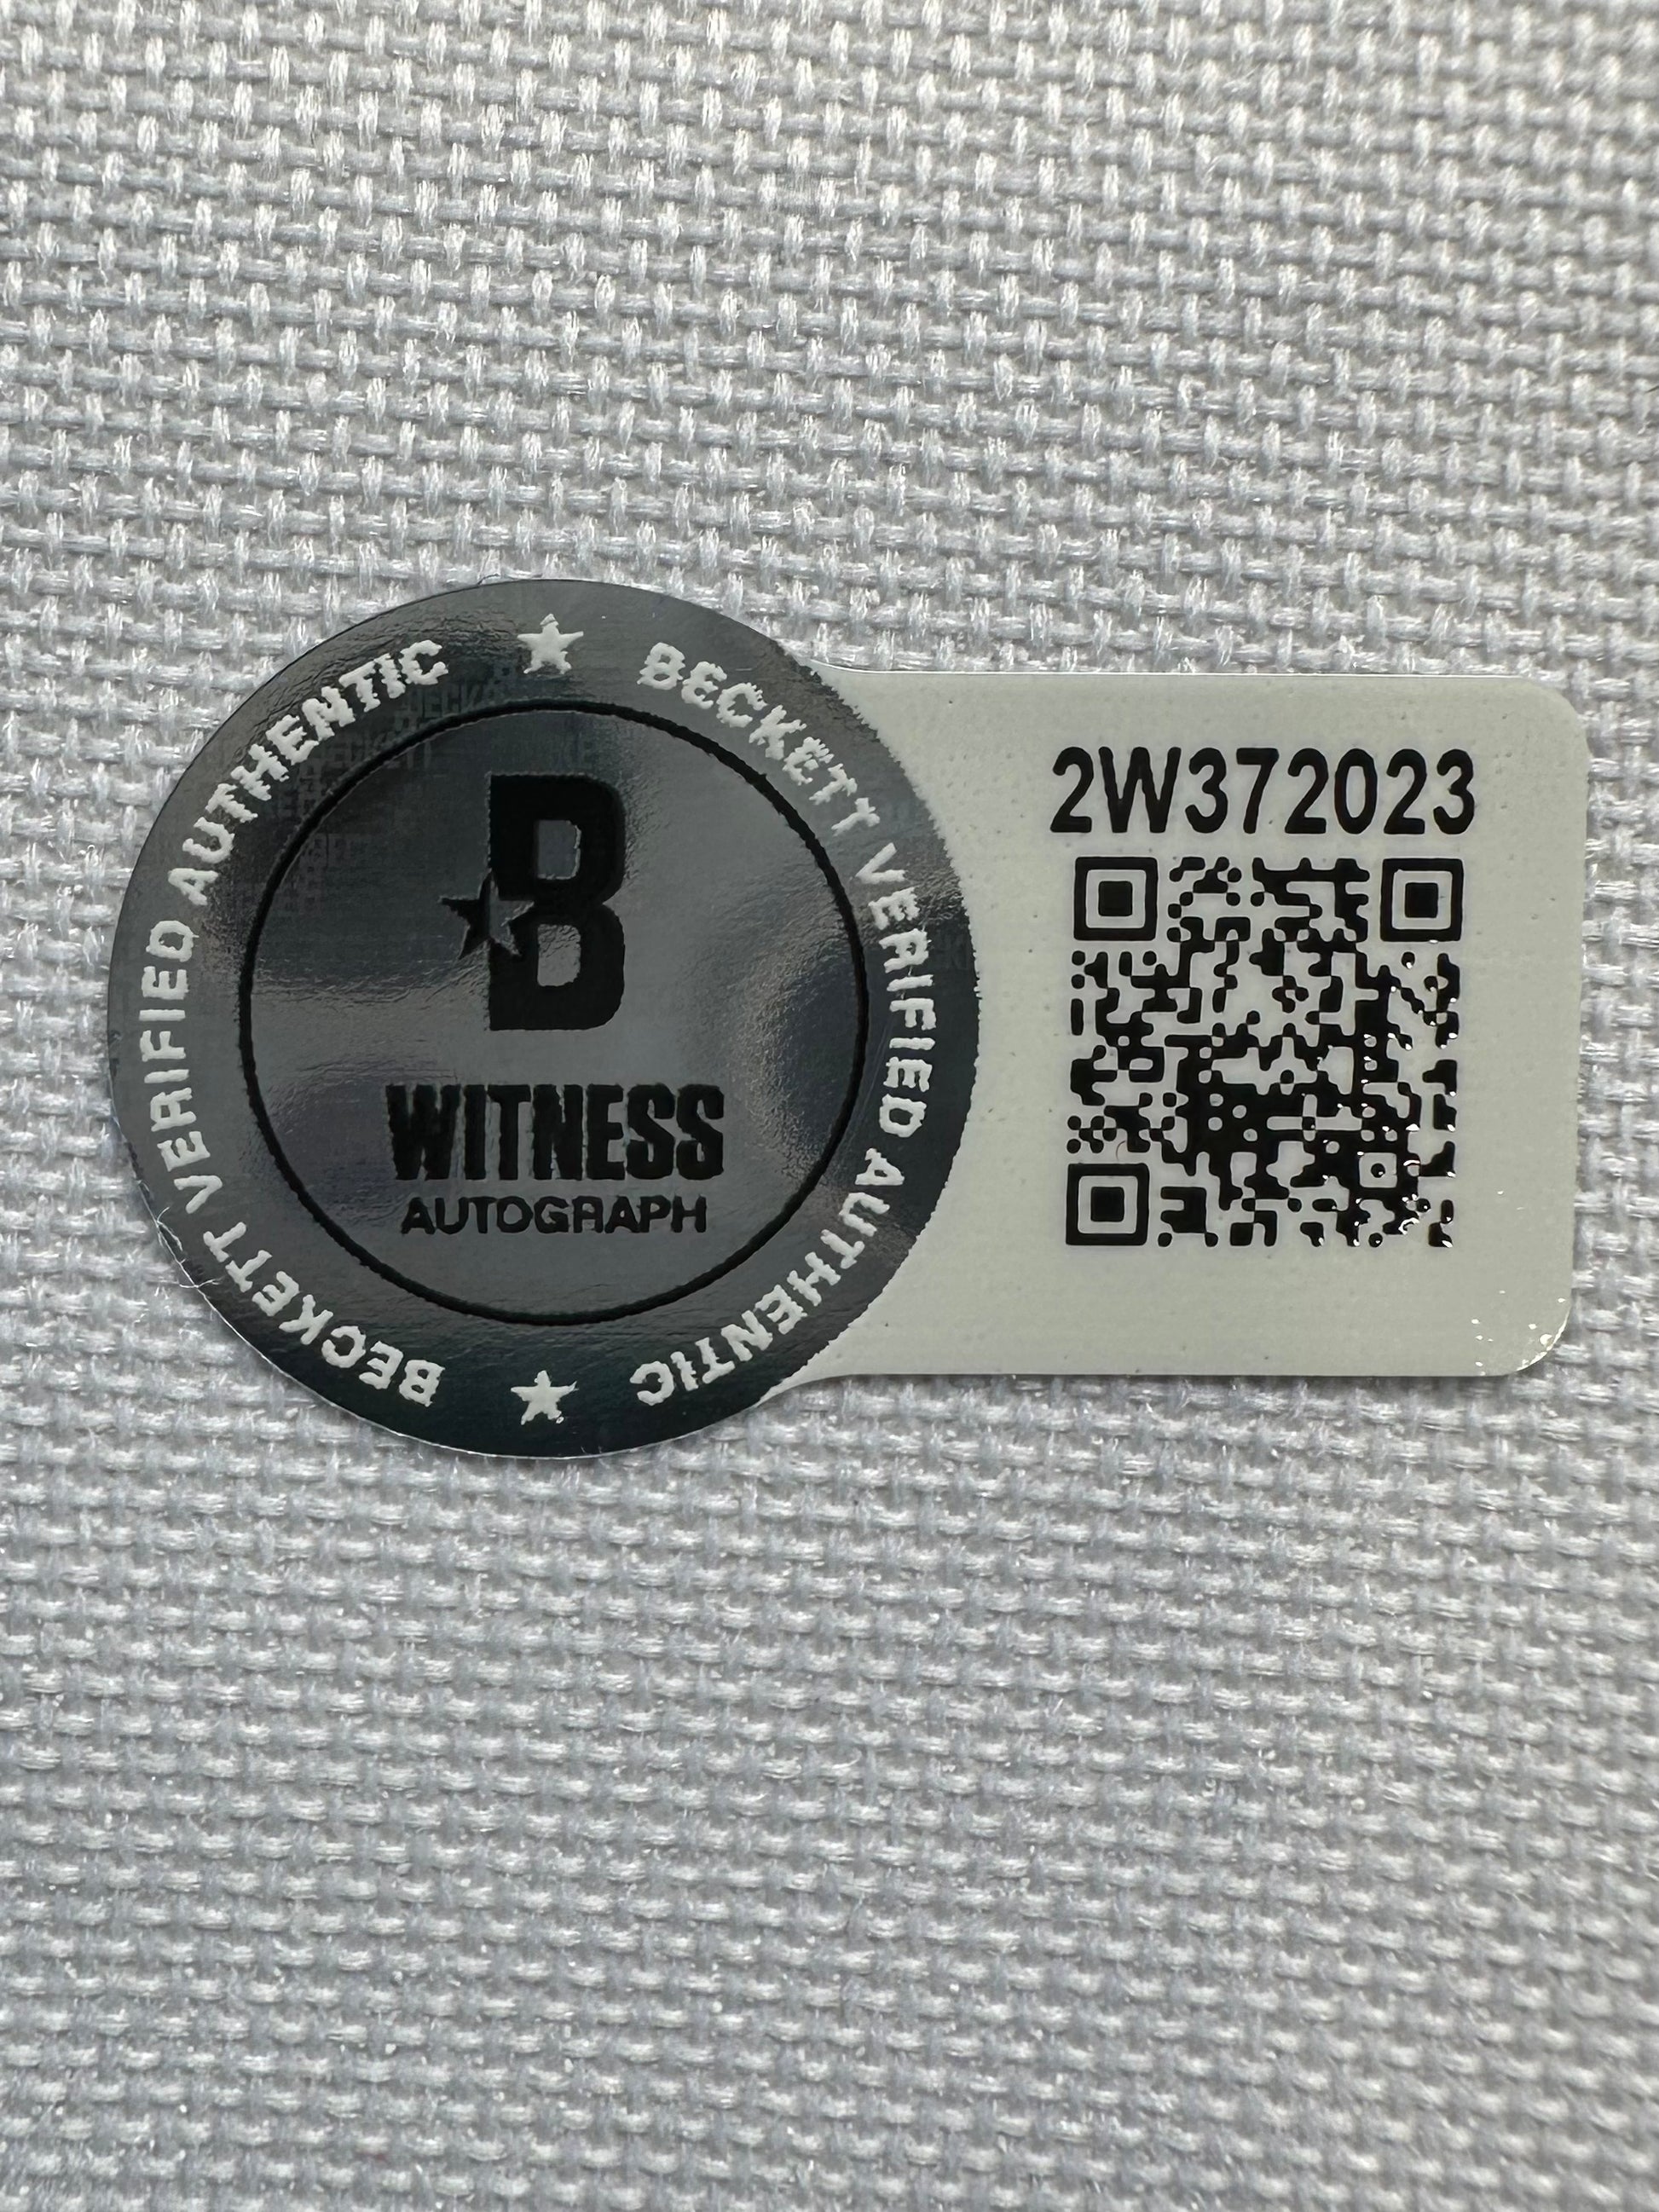 BECKETT VERIFIED AUTHENTIC
BECKETT VERIFIED AUTHENTIC
B
WITNESS
AUTOGRAPH
2W372023